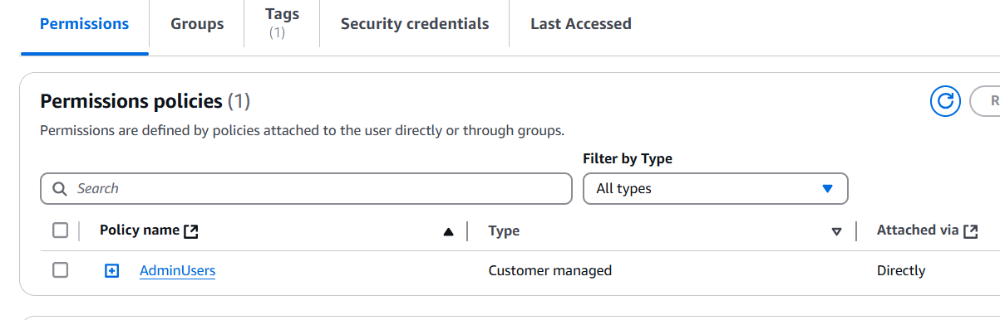 Permissions
Groups
Tags
(1)
Security credentials
Last Accessed
Permissions policies (1)
R
Permissions are defined by policies attached to the user directly or through groups.
Filter by Type
Search
All types
Policy name
Type
Attached via
AdminUsers
Customer managed
Directly